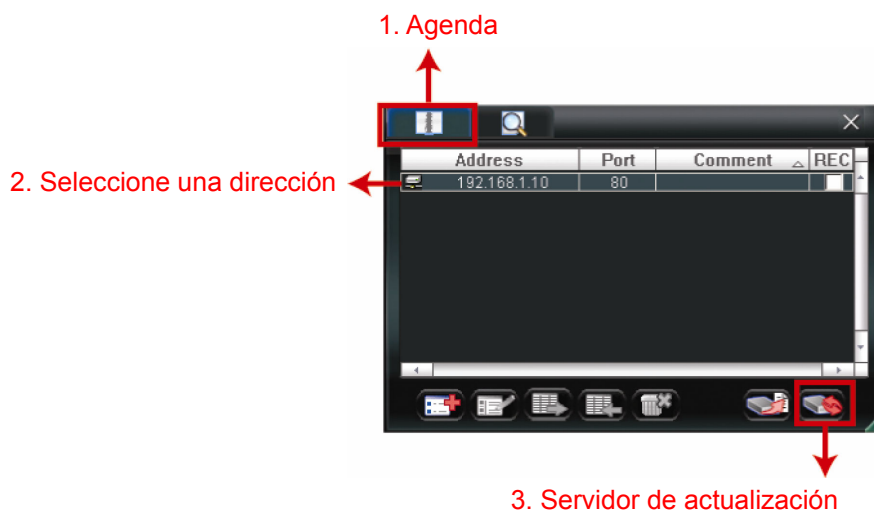 1. Agenda
Address Port Comment REC
2. Seleccione una dirección
192.168.1.10 80
3. Servidor de actualización